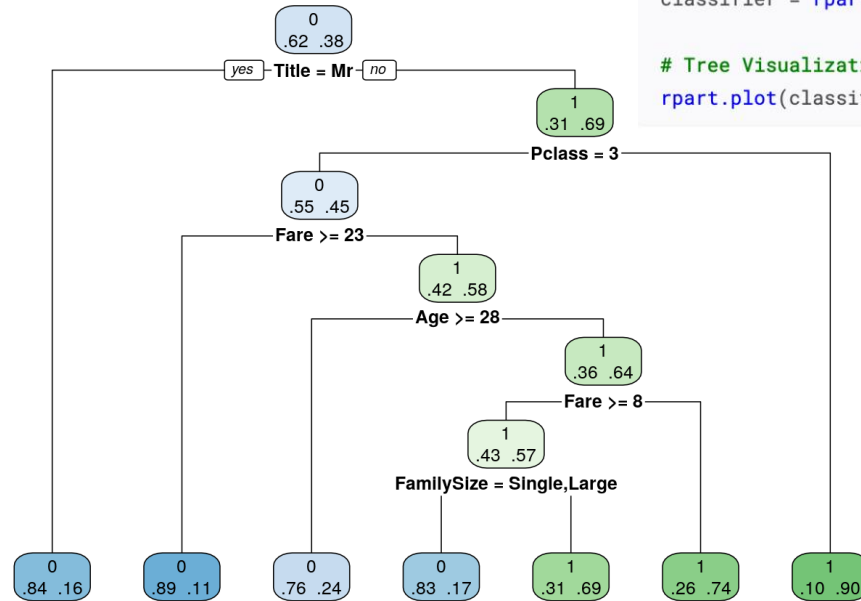 classifier = rpar
# Tree Visualizat
rpart.plot(classi
0
.62 .38
yes Title = Mr no
1
.31 .69
Pclass = 3
0
.55 .45
Fare >= 23
1
.42 .58
Age >= 28
1
.36 .64
Fare >= 8
1
.43 .57
FamilySize = Single,Large
0 0 0 0 1 1 1
.84 .16 .89 .11 .76 .24 .83 .17 .31 .69 .26 .74 .10 .90